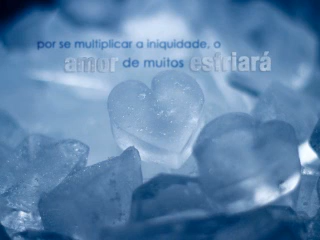 por se multiplicar a iniquidade, o
amor de muitos esfriará